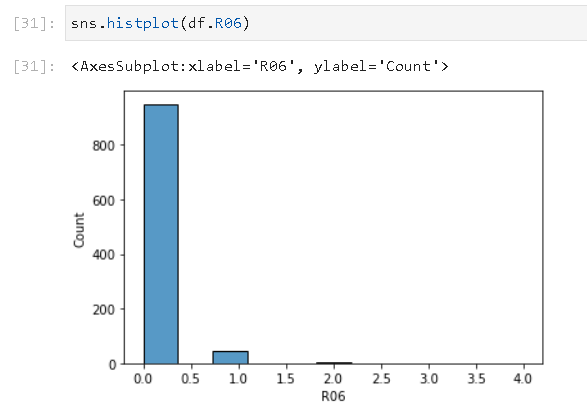 [31]: sns.histplot(df.R06)
[31]: <AxesSubplot:xlabel='R06', ylabel='Count'>
800
600
400
200
0
Count
0.0 0.5 1.0 1.5 2.0 2.5 3.0 3.5 4.0
R06